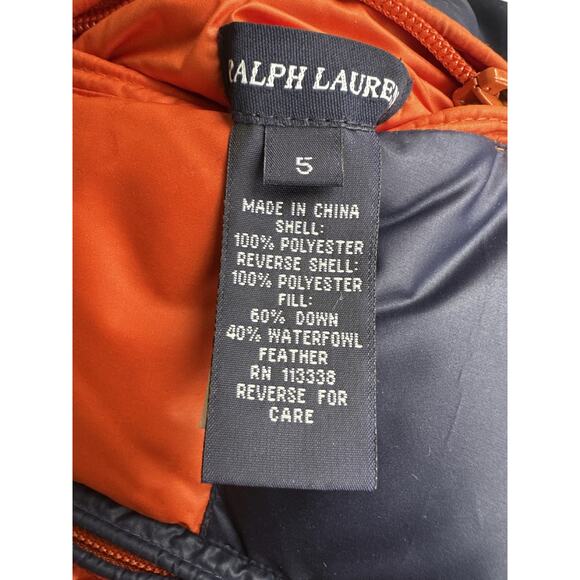 RALPH LAUREN
5
MADE IN CHINA
SHELL:
100% POLYESTER
REVERSE SHELL:
100% POLYESTER
FILL:
60% DOWN
40% WATERFOWL
FEATHER
RN 113338
REVERSE FOR
CARE